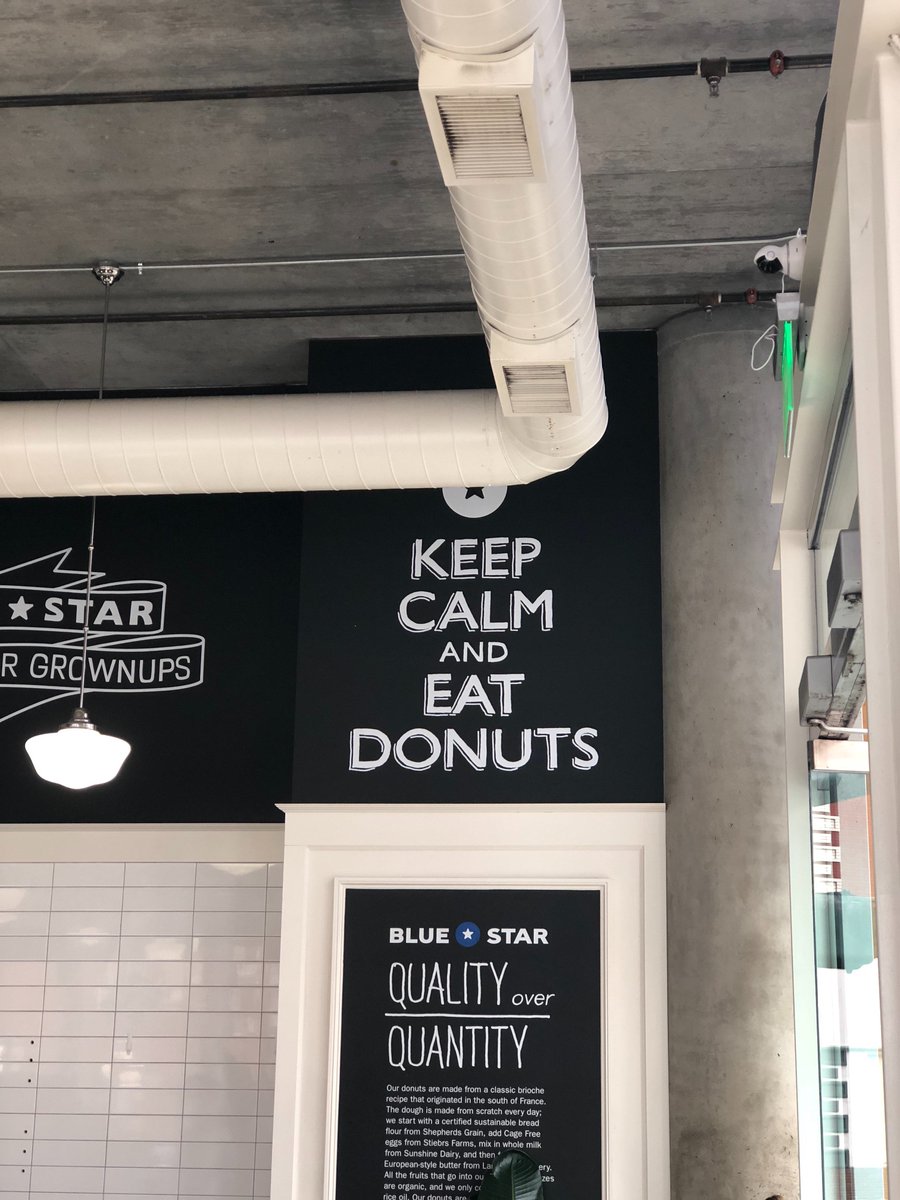 STAR
R GROWNUPS
KEEP
CALM
AND
EAT
DONUTS
BLUE STAR
QUALITY over
QUANTITY
Our donuts are made from a classic brioche
recipe that originated in the south of France.
The dough is made from scratch every day;
we start with a certified sustainable bread
flour from Shepherds Grain, add Cage Free
eggs from Stiebrs Farms, mix in whole milk
from Sunshine Dairy, and then
European-style butter from
All the fruits that go into
are organic, and we only
rice oil. Our donuts are